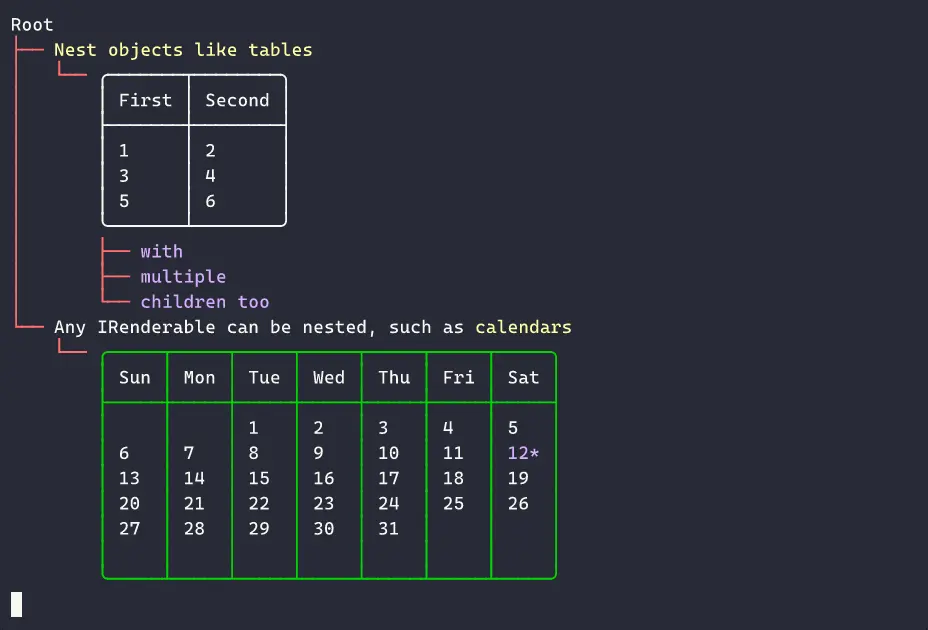 Root
Nest objects like tables
First Second
1 2
3 4
5 6
with
multiple
children too
Any IRenderable can be nested, such as calendars
Sun Mon Tue Wed Thu Fri Sat
1 2 3 4 5
6 7 8 9 10 11 12*
13 14 15 16 17 18 19
20 21 22 23 24 25 26
27 28 29 30 31